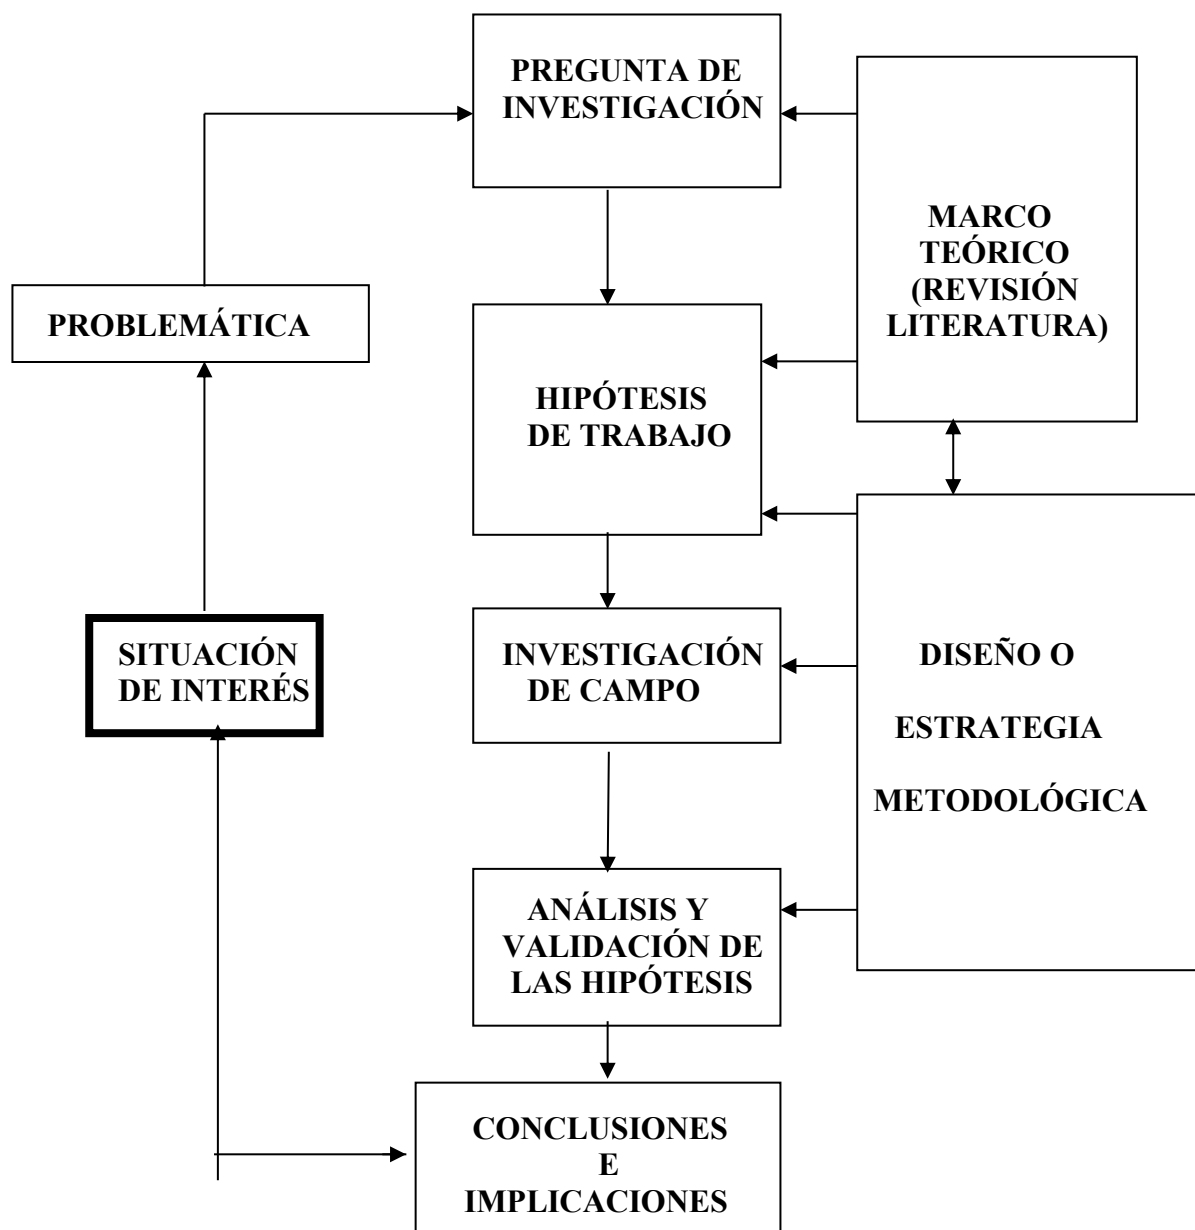 PREGUNTA DE
INVESTIGACIÓN
MARCO
TEÓRICO
(REVISIÓN
LITERATURA)
PROBLEMÁTICA
HIPÓTESIS
DE TRABAJO
SITUACIÓN
DE INTERÉS
INVESTIGACIÓN
DE CAMPO
DISEÑO O
ESTRATEGIA
METODOLÓGICA
ANÁLISIS Y
VALIDACIÓN DE
LAS HIPÓTESIS
CONCLUSIONES
E
IMPLICACIONES